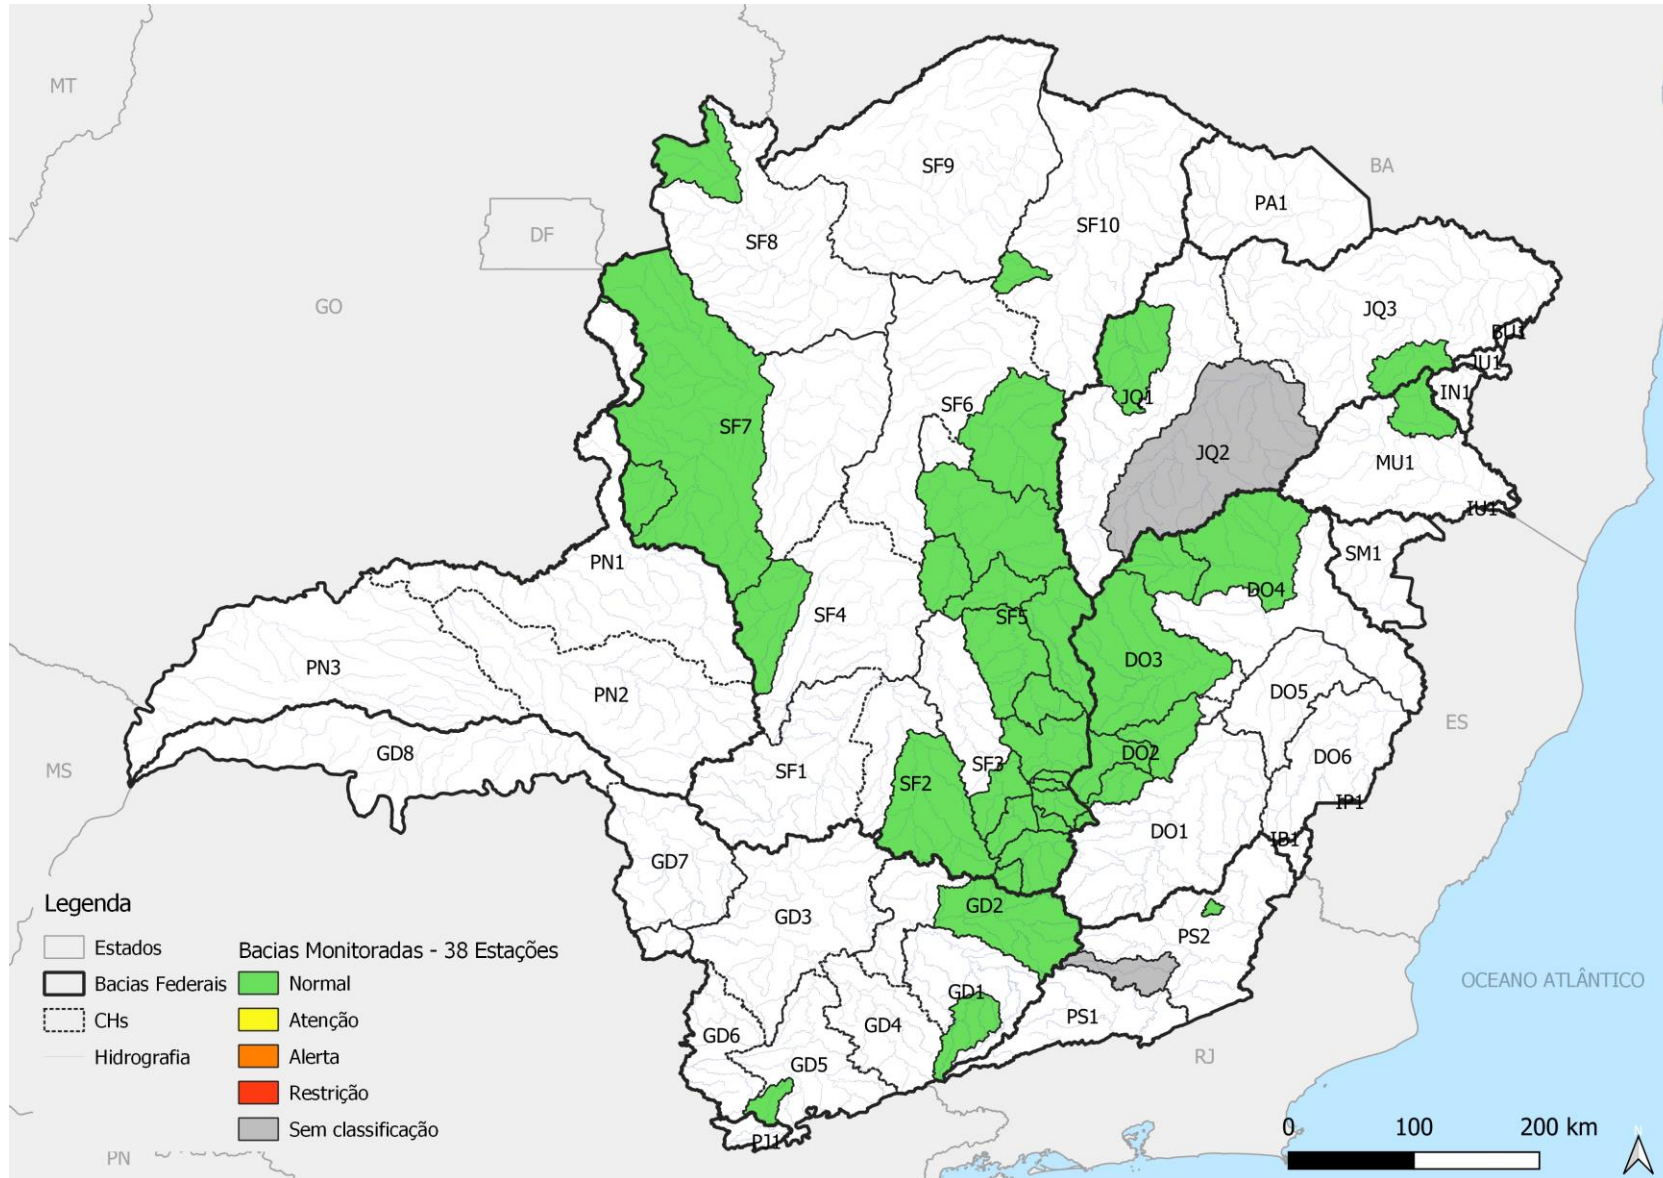 MT
SF9
BA
PA1
SF10
DF
SF8
GO
JQ3
BU1
JU1
IN1
JQ1
SF6
SF7
JQ2
MU1
IU1
SM1
PN1
DO4
SF4
SF5
PN3
DO3
PN2
DO5
ES
GD8
DO2
DO6
MS
SF1
SF3
SF2
IP1
DO1
IB1
GD7
GD2
GD3
PS2
OCEANO ATLÂNTICO
GD1
PS1
GD4
GD6
RJ
GD5
PJ1
PN
Legenda
Estados
Bacias Federais
CHs
Hidrografia
Bacias Monitoradas - 38 Estações
Normal
Atenção
Alerta
Restrição
Sem classificação
0 100 200 km
N